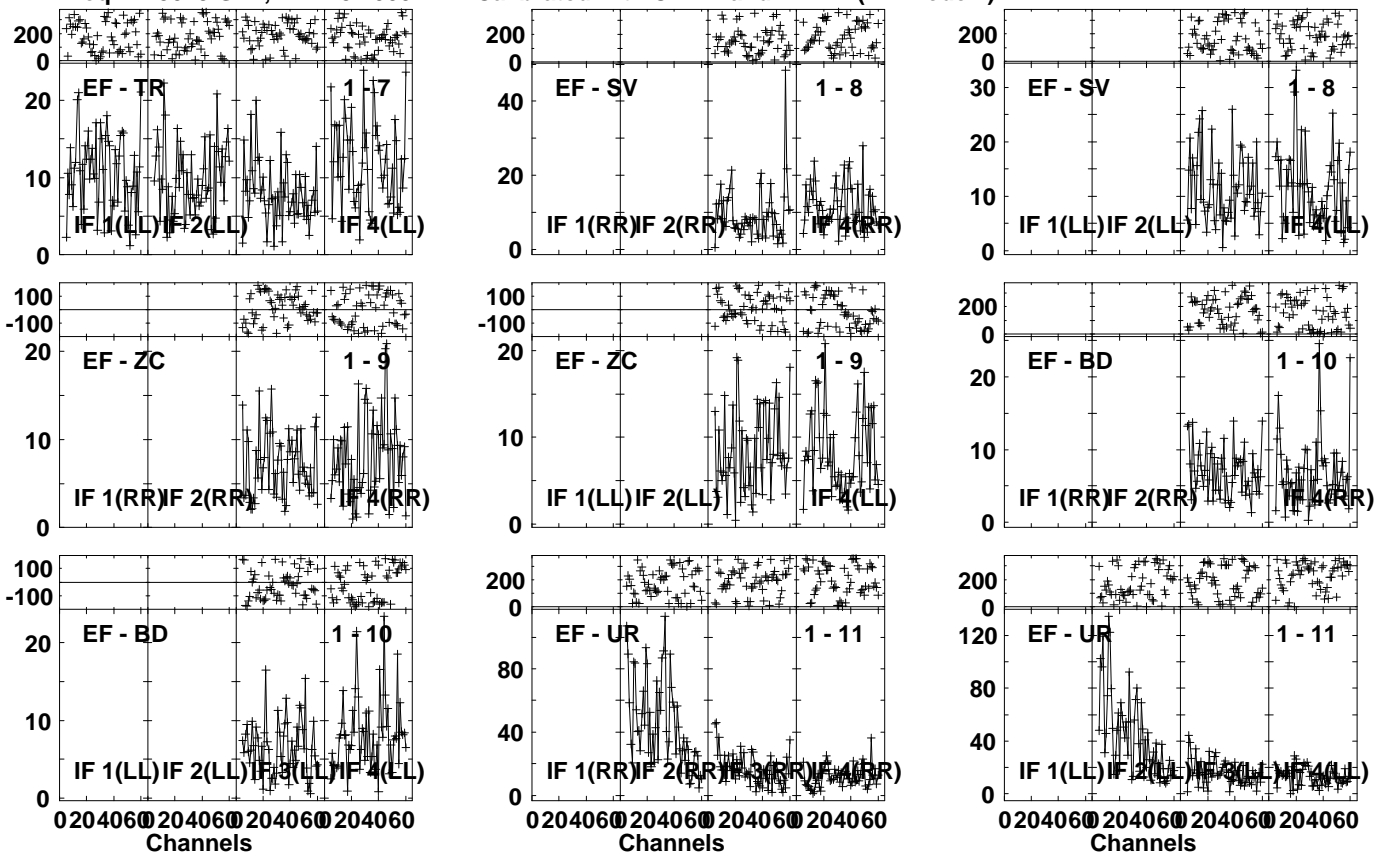 200
0
EF - TR
1 - 7
20
10
0
IF 1(LL)
IF 2(LL)
IF 4(LL)
200
0
EF - SV
1 - 8
40
20
0
IF 1(RR)
IF 2(RR)
IF 4(RR)
200
0
EF - SV
1 - 8
30
20
10
0
IF 1(LL)
IF 2(LL)
IF 4(LL)
100
-100
EF - ZC
1 - 9
20
10
0
IF 1(RR)
IF 2(RR)
IF 4(RR)
100
-100
EF - ZC
1 - 9
20
10
0
IF 1(LL)
IF 2(LL)
IF 4(LL)
200
0
EF - BD
1 - 10
20
10
0
IF 1(RR)
IF 2(RR)
IF 4(RR)
100
-100
EF - BD
1 - 10
20
10
0
IF 1(LL)
IF 2(LL)
IF 3(LL)
IF 4(LL)
0 20 40 60 0 20 40 60 0 20 40 60 0 20 40 60
Channels
200
0
EF - UR
1 - 11
120
80
40
0
IF 1(RR)
IF 2(RR)
IF 3(RR)
IF 4(RR)
0 20 40 60 0 20 40 60 0 20 40 60 0 20 40 60
Channels
200
0
EF - UR
1 - 11
120
80
40
0
IF 1(LL)
IF 2(LL)
IF 3(LL)
IF 4(LL)
0 20 40 60 0 20 40 60 0 20 40 60 0 20 40 60
Channels